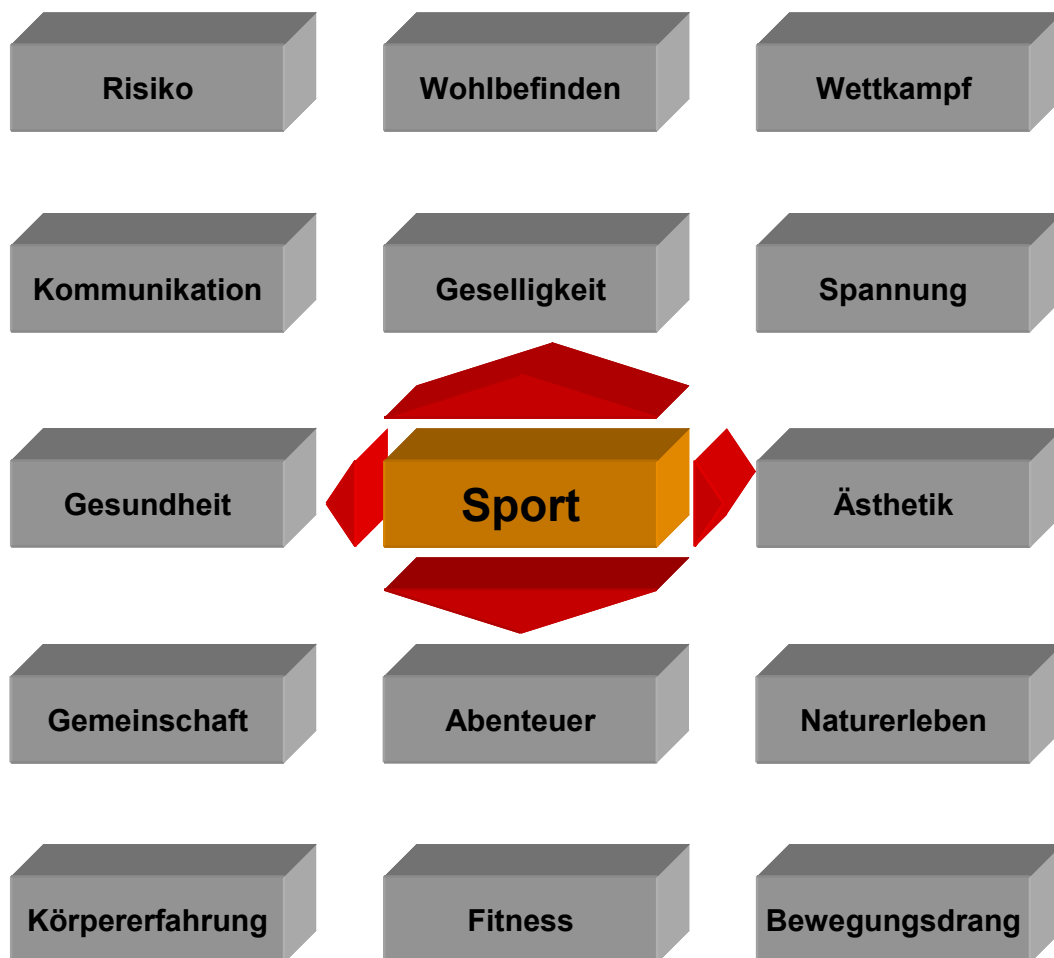 Risiko
Wohlbefinden
Wettkampf
Kommunikation
Geselligkeit
Spannung
Gesundheit
Sport
Ästhetik
Gemeinschaft
Abenteuer
Naturerleben
Körpererfahrung
Fitness
Bewegungsdrang